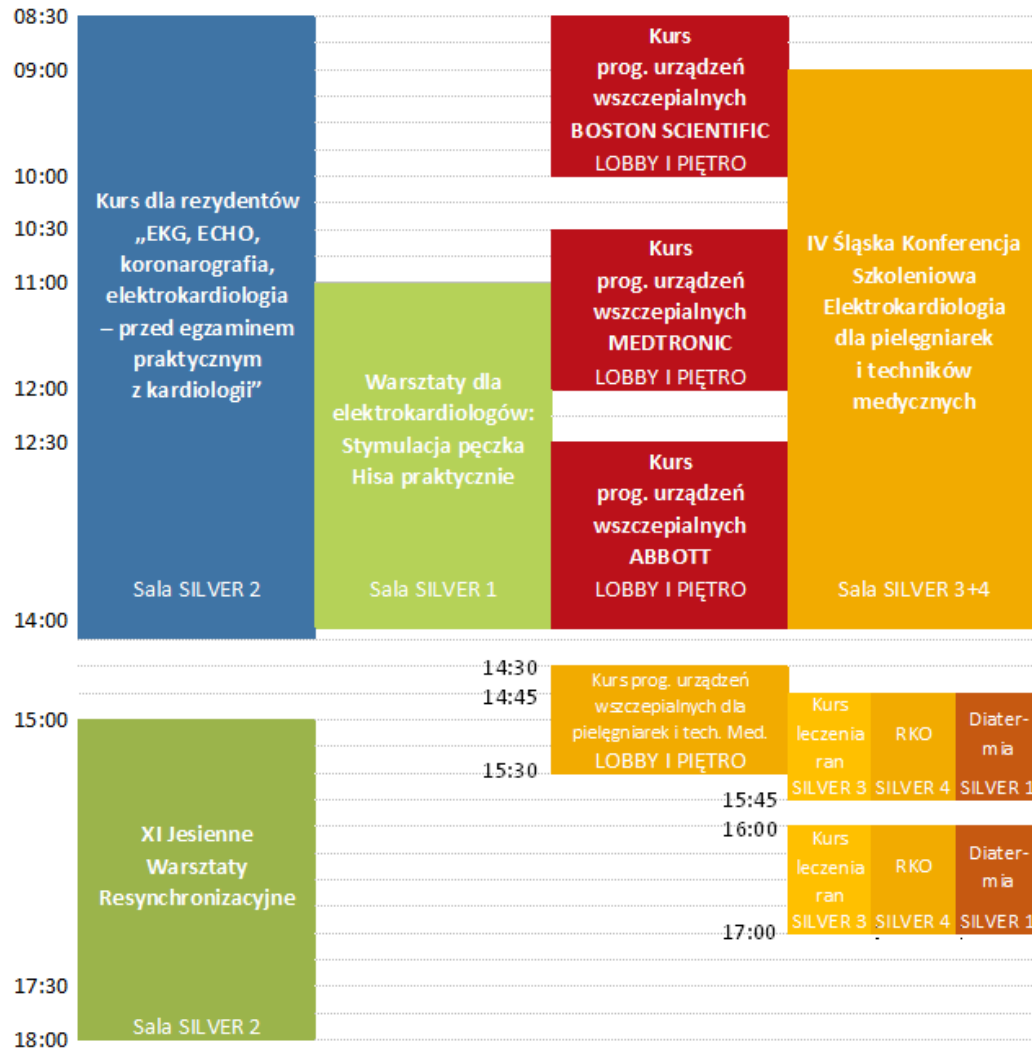 08:30
09:00
10:00
10:30
11:00
12:00
12:30
14:00
15:00
17:30
18:00
Kurs dla rezydentów
„EKG, ECHO,
koronarografia,
elektrokardiologia
– przed egzaminem
praktycznym
z kardiologii”
Sala SILVER 2
Warsztaty dla
elektrokardiologów:
Stymulacja pęczka
Hisa praktycznie
Sala SILVER 1
Kurs
prog. urządzeń
wszczepialnych
BOSTON SCIENTIFIC
LOBBY I PIĘTRO
Kurs
prog. urządzeń
wszczepialnych
MEDTRONIC
LOBBY I PIĘTRO
Kurs
prog. urządzeń
wszczepialnych
ABBOTT
LOBBY I PIĘTRO
IV Śląska Konferencja
Szkoleniowa
Elektrokardiologia
dla pielęgniarek
i techników
medycznych
Sala SILVER 3+4
14:30
14:45
15:30
15:45
16:00
17:00
Kurs prog. urządzeń
wszczepialnych dla
pielęgniarek i tech. Med.
LOBBY I PIĘTRO
Kurs
leczenia
ran
SILVER 3
RKO
SILVER 4
Diater-
mia
SILVER 1
Kurs
leczenia
ran
SILVER 3
RKO
SILVER 4
Diater-
mia
SILVER 1
XI Jesienne
Warsztaty
Resynchronizacyjne
Sala SILVER 2